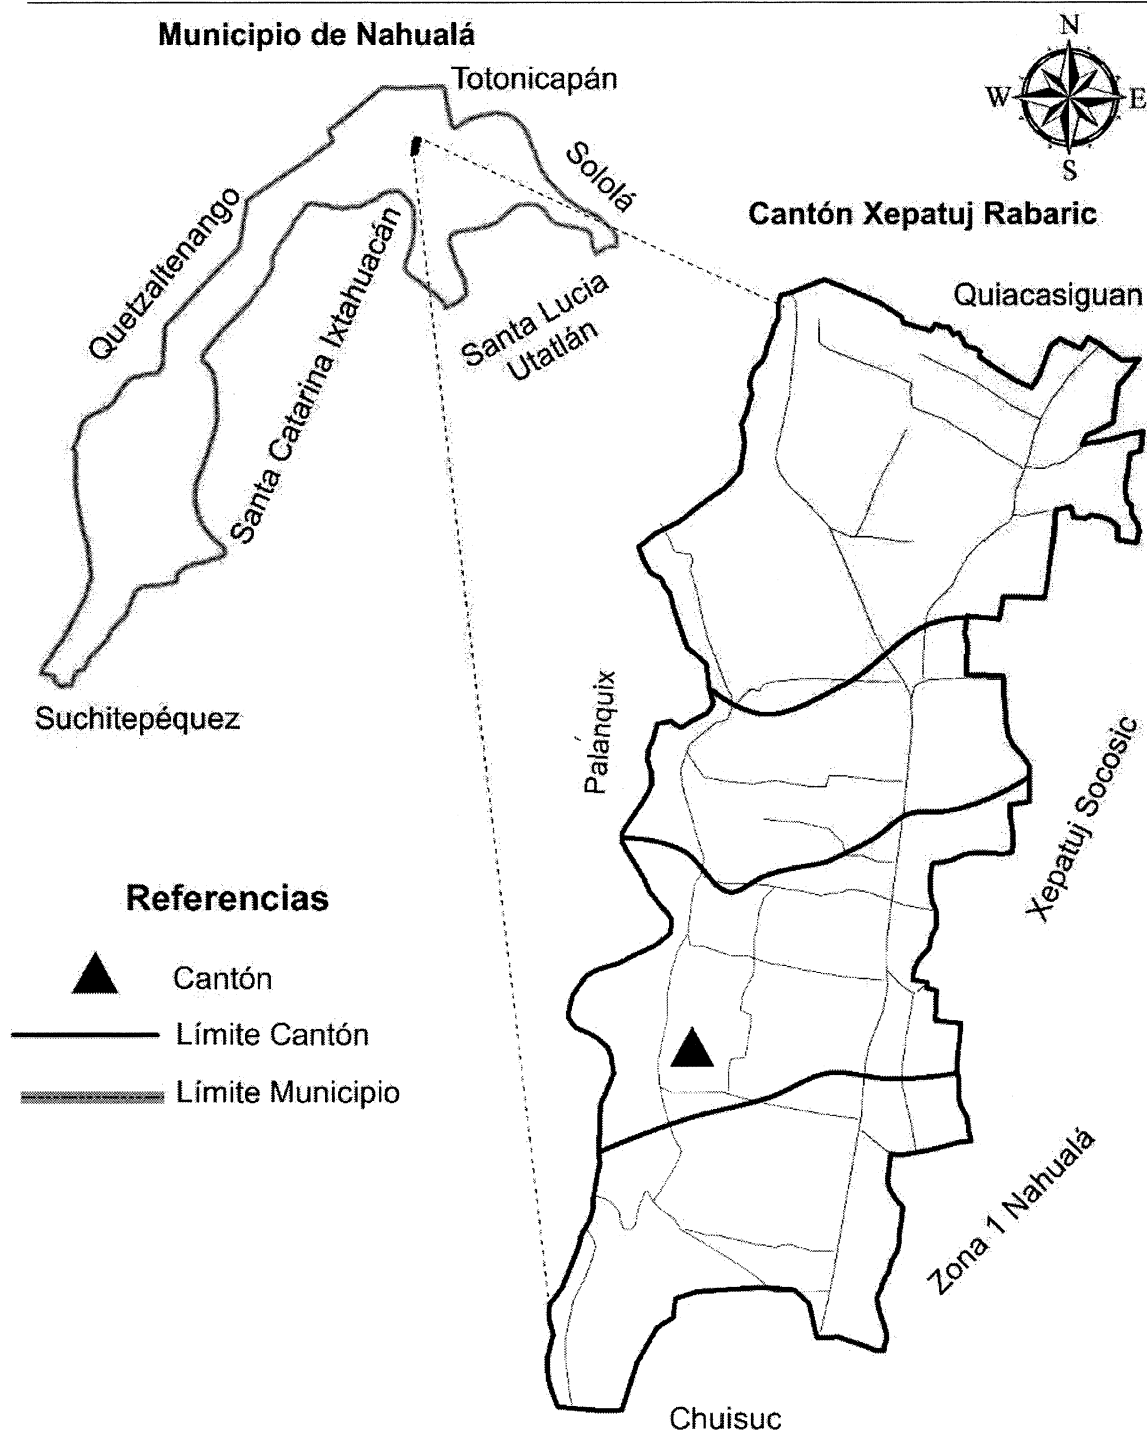 Municipio de Nahualá
Totonicapán
Sololá
Quetzaltenango
Santa Catarina Ixtahuacán
Santa Lucia
Utatlán
Suchitepéquez
N
W
E
S
Cantón Xepatuj Rabaric
Quiacasiguan
Palanquix
Xepatuj Socosic
Zona 1 Nahualá
Chuisuc
Referencias
Cantón
Límite Cantón
Límite Municipio